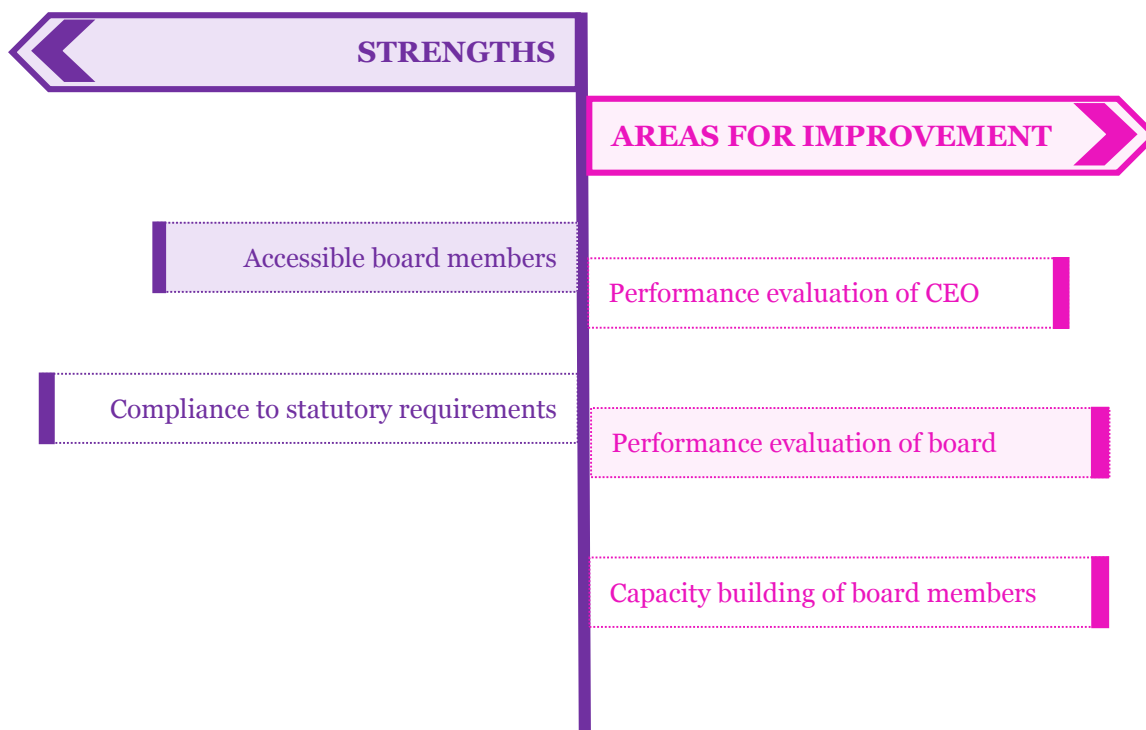 STRENGTHS
AREAS FOR IMPROVEMENT
Accessible board members
Performance evaluation of CEO
Compliance to statutory requirements
Performance evaluation of board
Capacity building of board members